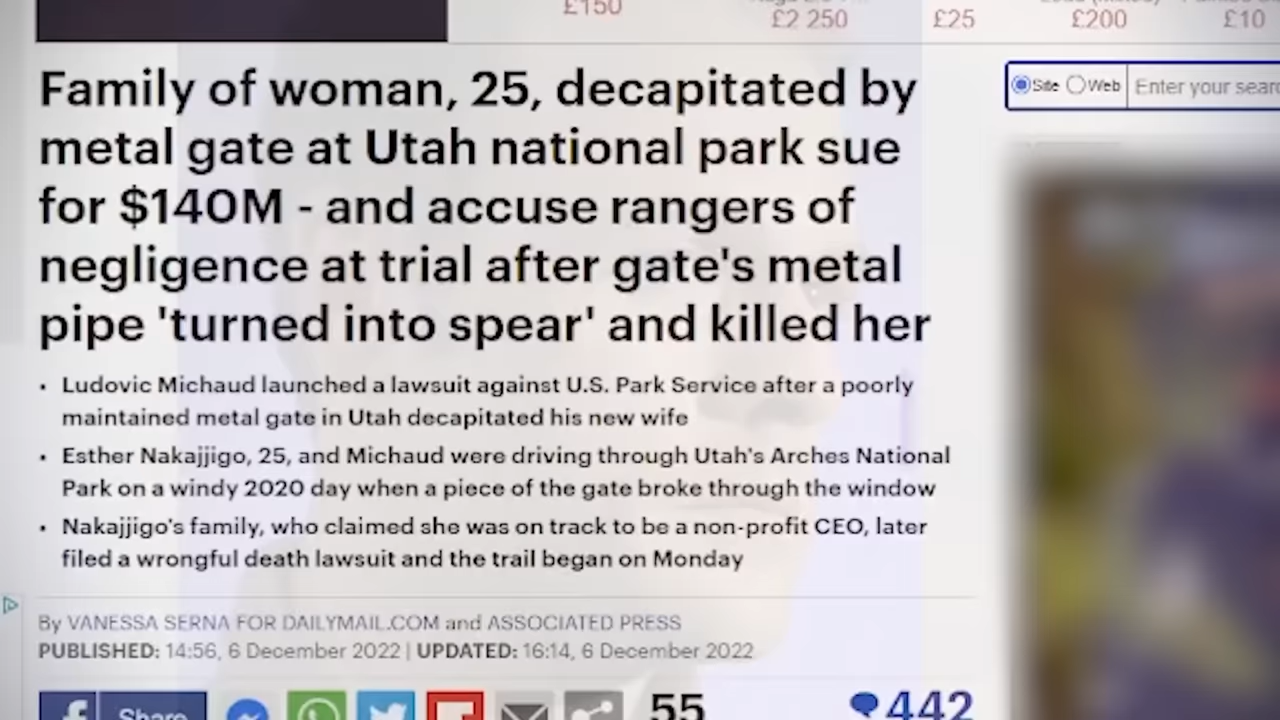 £150
£2 250
£25
£200
£10
Family of woman, 25, decapitated by
metal gate at Utah national park sue
for $140M - and accuse rangers of
negligence at trial after gate's metal
pipe 'turned into spear' and killed her
Site Web Enter your
• Ludovic Michaud launched a lawsuit against U.S. Park Service after a poorly
maintained metal gate in Utah decapitated his new wife
• Esther Nakajjigo, 25, and Michaud were driving through Utah's Arches National
Park on a windy 2020 day when a piece of the gate broke through the window
• Nakajjigo's family, who claimed she was on track to be a non-profit CEO, later
filed a wrongful death lawsuit and the trail began on Monday
By VANESSA SERNA FOR DAILYMAIL.COM and ASSOCIATED PRESS
PUBLISHED: 14:56, 6 December 2022 | UPDATED: 16:14, 6 December 2022
Share
55
442